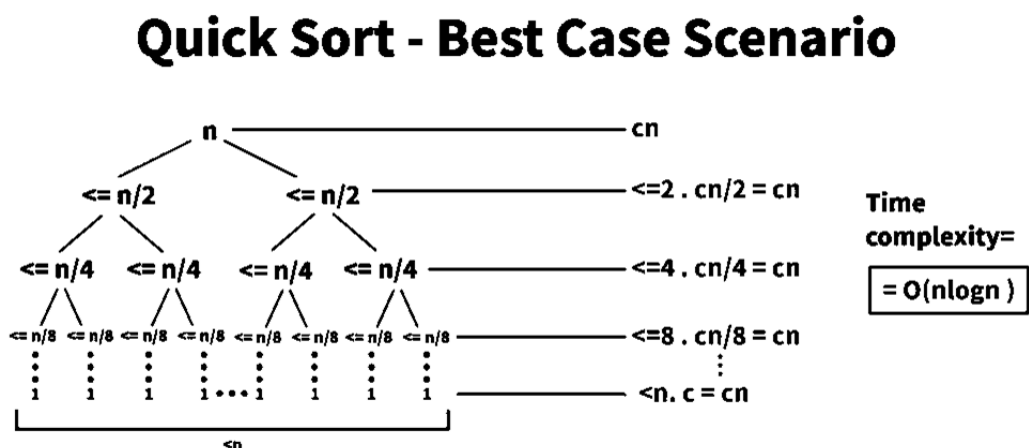 Quick Sort - Best Case Scenario
n cn
<= n/2 <= n/2 <=2 . cn/2 = cn
Time
complexity=
<= n/4 <= n/4 <= n/4 <= n/4 <=4 . cn/4 = cn
= O(nlogn )
<= n/8 <= n/8 <= n/8 <= n/8 <= n/8 <= n/8 <= n/8 <= n/8 <=8 . cn/8 = cn
1 1 1 1 1 1 1 1 <n. c = cn
<n